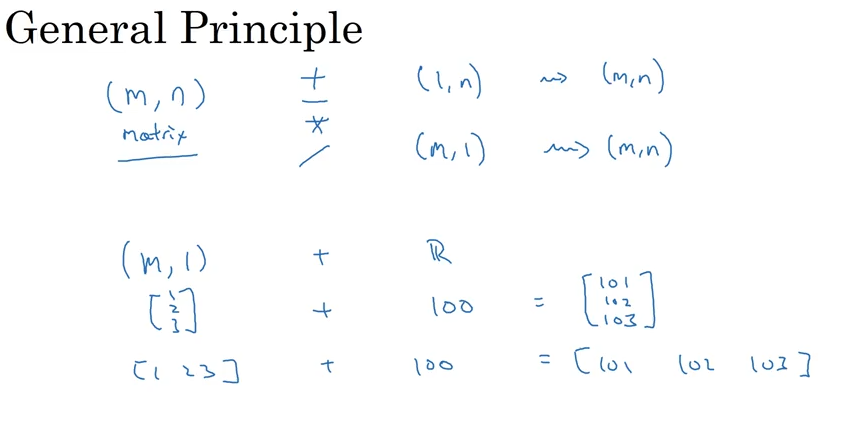 General Principle
(m, n) + (1, n) ⇝ (m, n)
matrix - *
/ (m, 1) ⇝ (m, n)
(m, 1) + ℝ
[1 2 3] + 100 = [101 102 103]
[1 2 3] + 100 = [101 102 103]